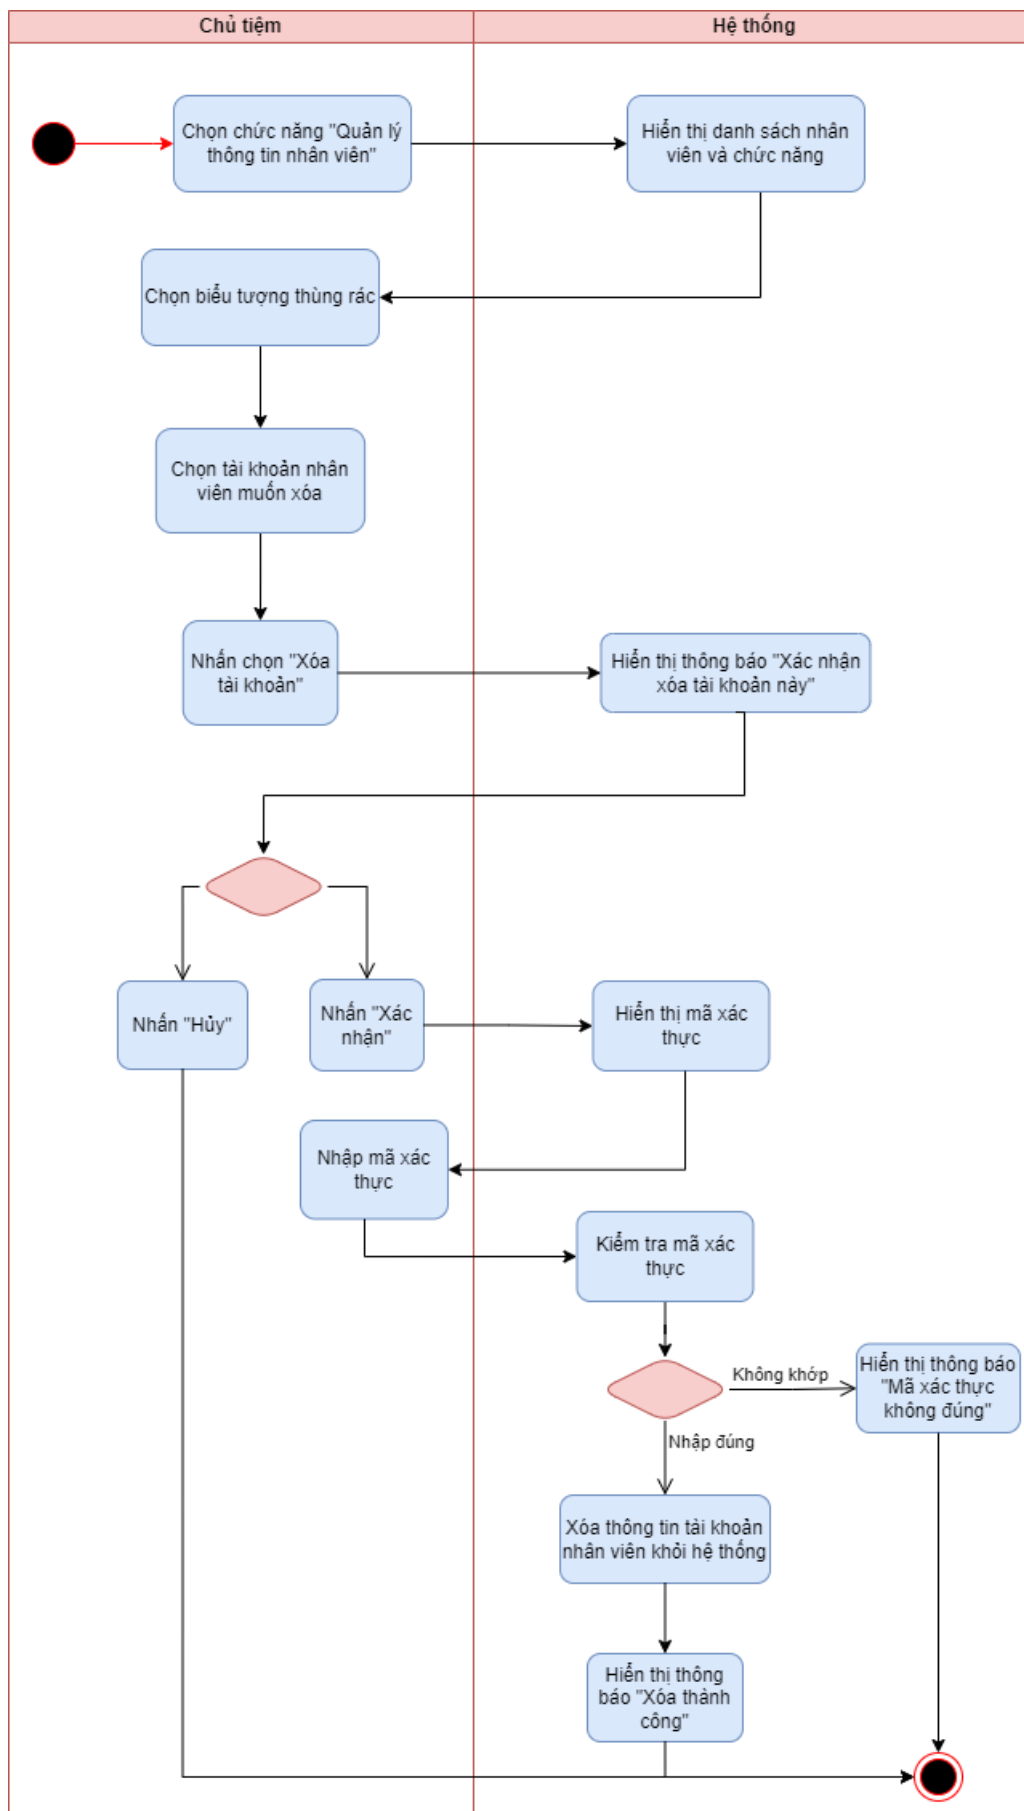 Chủ tiệm
Hệ thống
Chọn chức năng "Quản lý
thông tin nhân viên"
Hiển thị danh sách nhân
viên và chức năng
Chọn biểu tượng thùng rác
Chọn tài khoản nhân
viên muốn xóa
Nhấn chọn "Xóa
tài khoản"
Hiển thị thông báo "Xác nhận
xóa tài khoản này"
Nhấn "Hủy"
Nhấn "Xác
nhận"
Hiển thị mã xác
thực
Nhập mã xác
thực
Kiểm tra mã xác
thực
Không khớp
Hiển thị thông báo
"Mã xác thực
không đúng"
Nhập đúng
Xóa thông tin tài khoản
nhân viên khỏi hệ thống
Hiển thị thông
báo "Xóa thành
công"